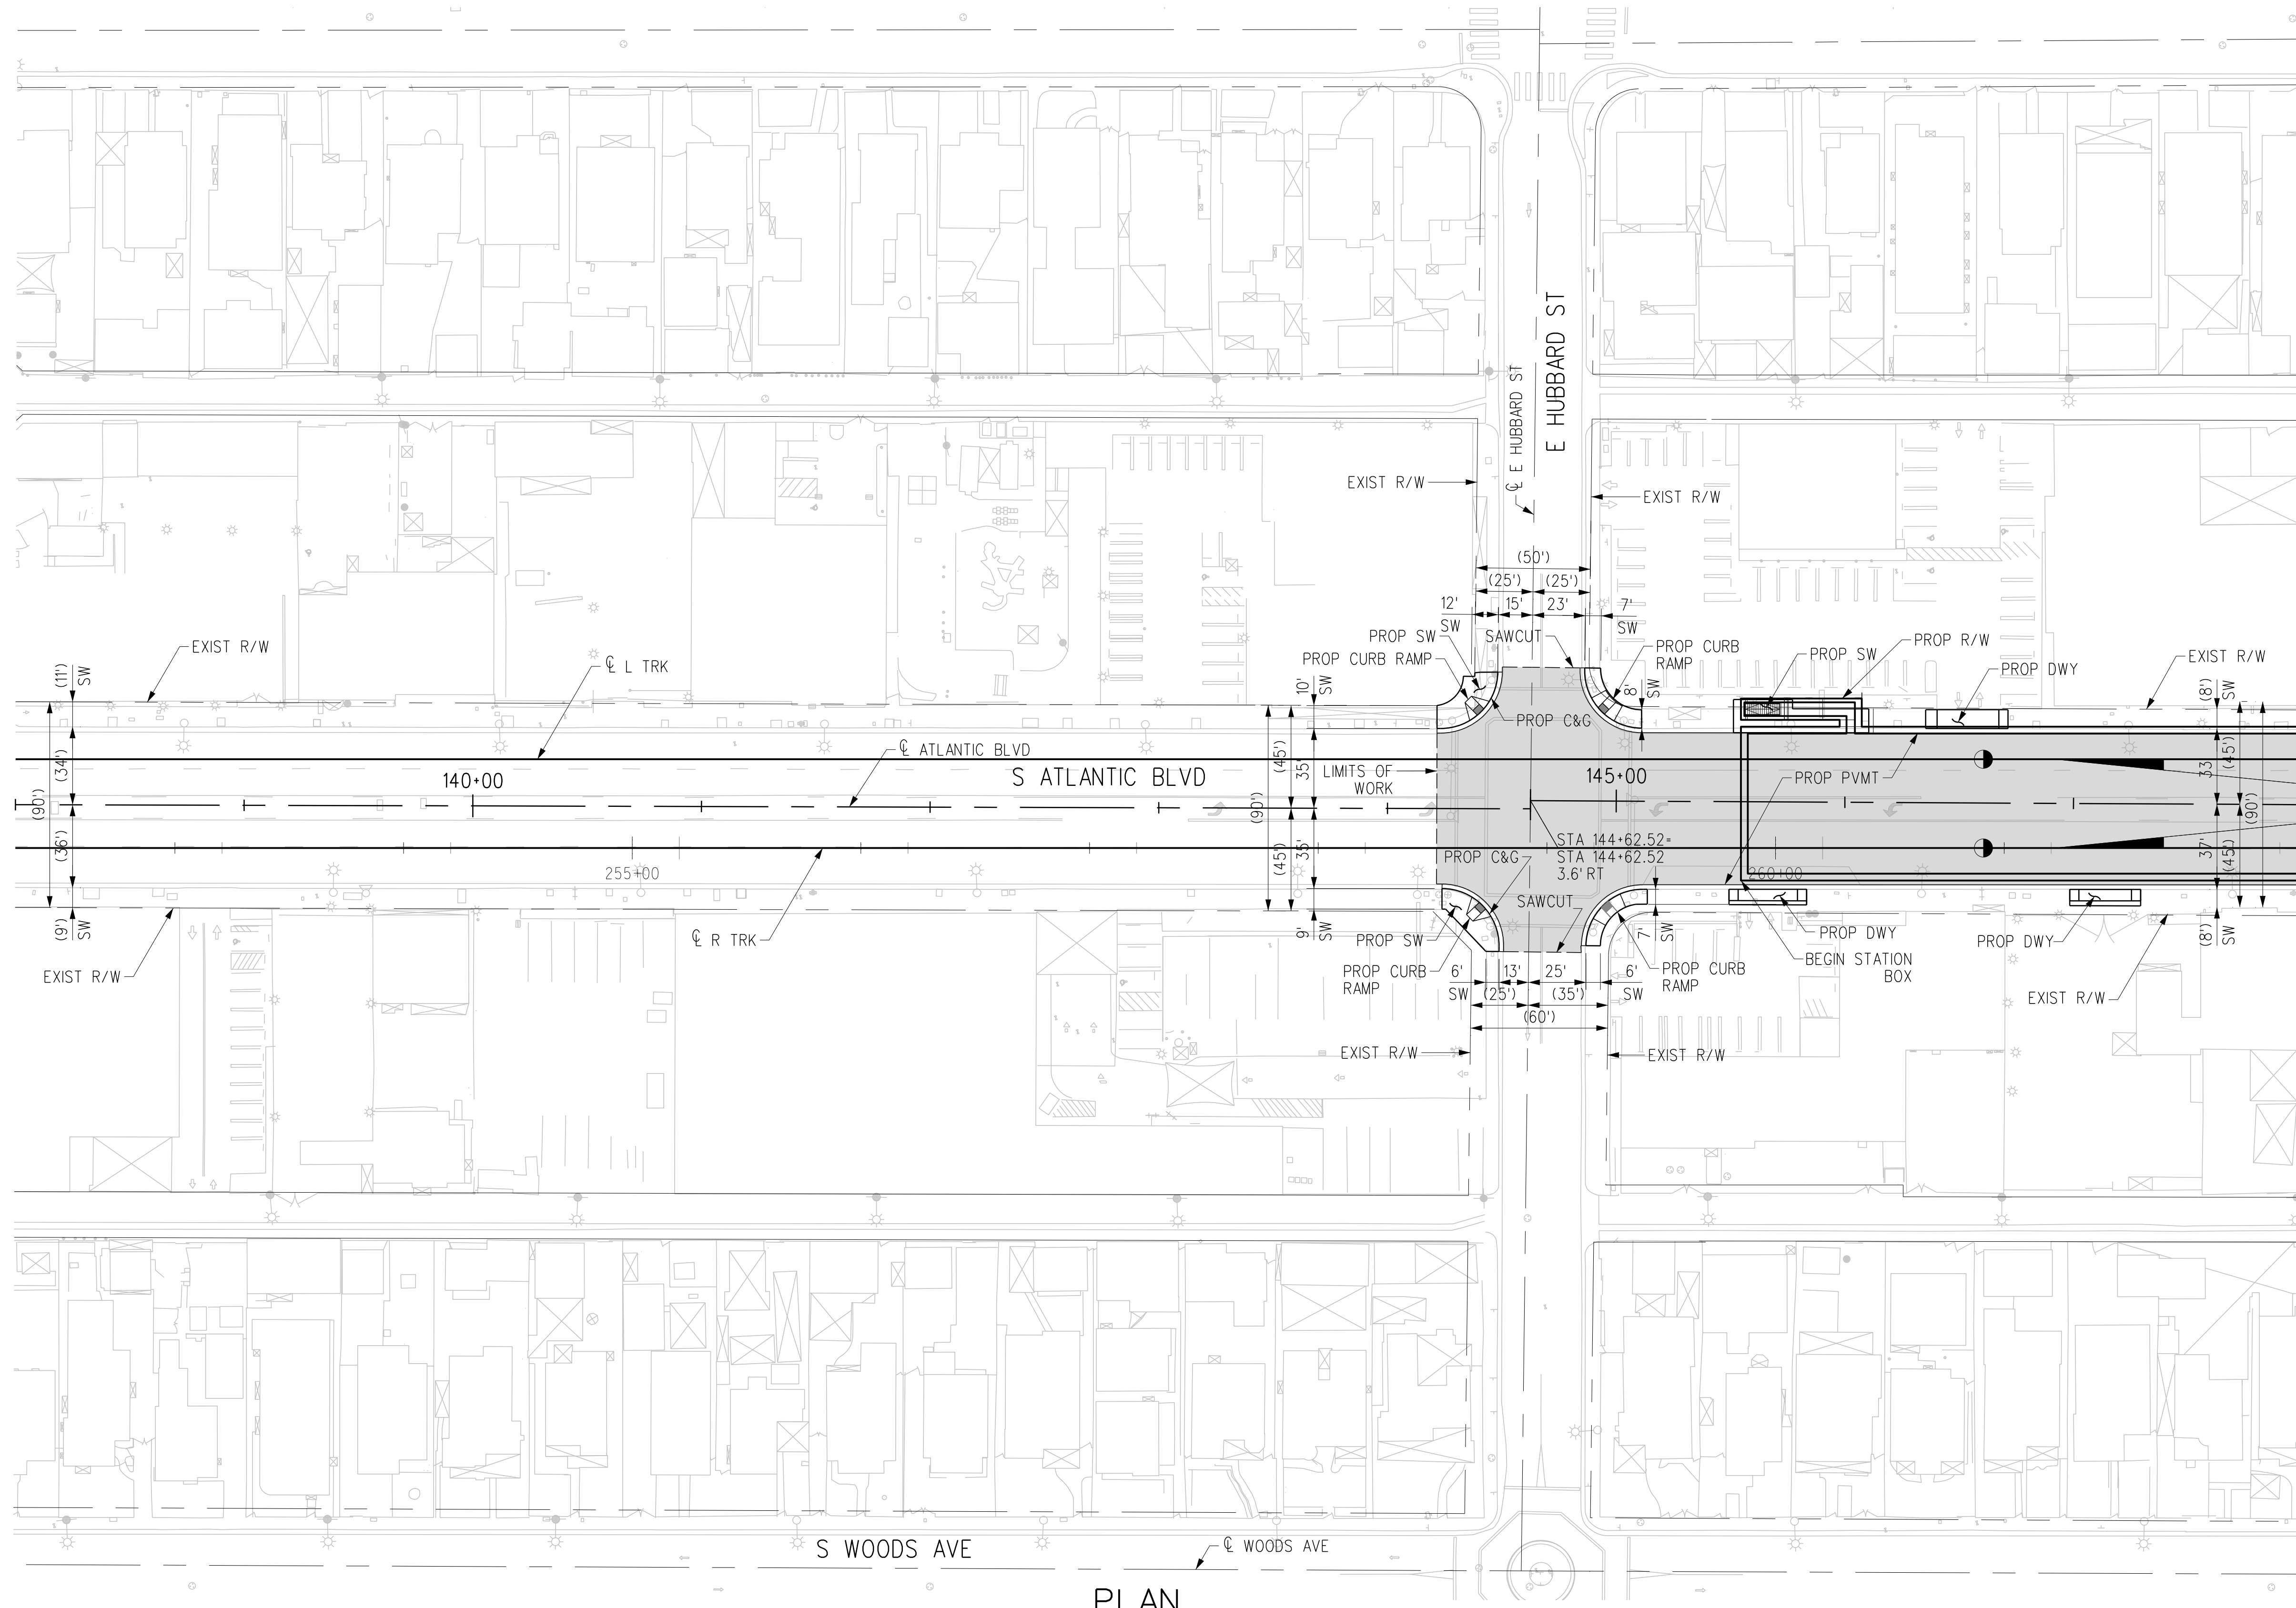 E HUBBARD ST
℄ E HUBBARD ST
EXIST R/W
EXIST R/W
(50')
(25')
(25')
12'
SW
15'
23'
7'
SW
PROP SW
SAWCUT
PROP CURB RAMP
PROP CURB
RAMP
PROP SW
PROP R/W
PROP DWY
EXIST R/W
EXIST R/W
℄ L TRK
(11')
SW
10'
SW
8'
SW
(8')
SW
PROP C&G
℄ ATLANTIC BLVD
(34')
(90')
(36')
(9')
SW
140+00
S ATLANTIC BLVD
(45')
35'
(90')
(45')
35'
LIMITS OF
WORK
145+00
PROP PVMT
33'
(45')
(90')
37'
(45')
STA 144+62.52=
STA 144+62.52
3.6' RT
PROP C&G
255+00
260+00
9'
SW
SAWCUT
7'
SW
(8')
SW
℄ R TRK
PROP SW
PROP DWY
PROP DWY
EXIST R/W
PROP CURB
RAMP
6'
SW
13'
25'
6'
SW
PROP CURB
RAMP
BEGIN STATION
BOX
(25')
(35')
(60')
EXIST R/W
EXIST R/W
EXIST R/W
S WOODS AVE
℄ WOODS AVE
PLAN